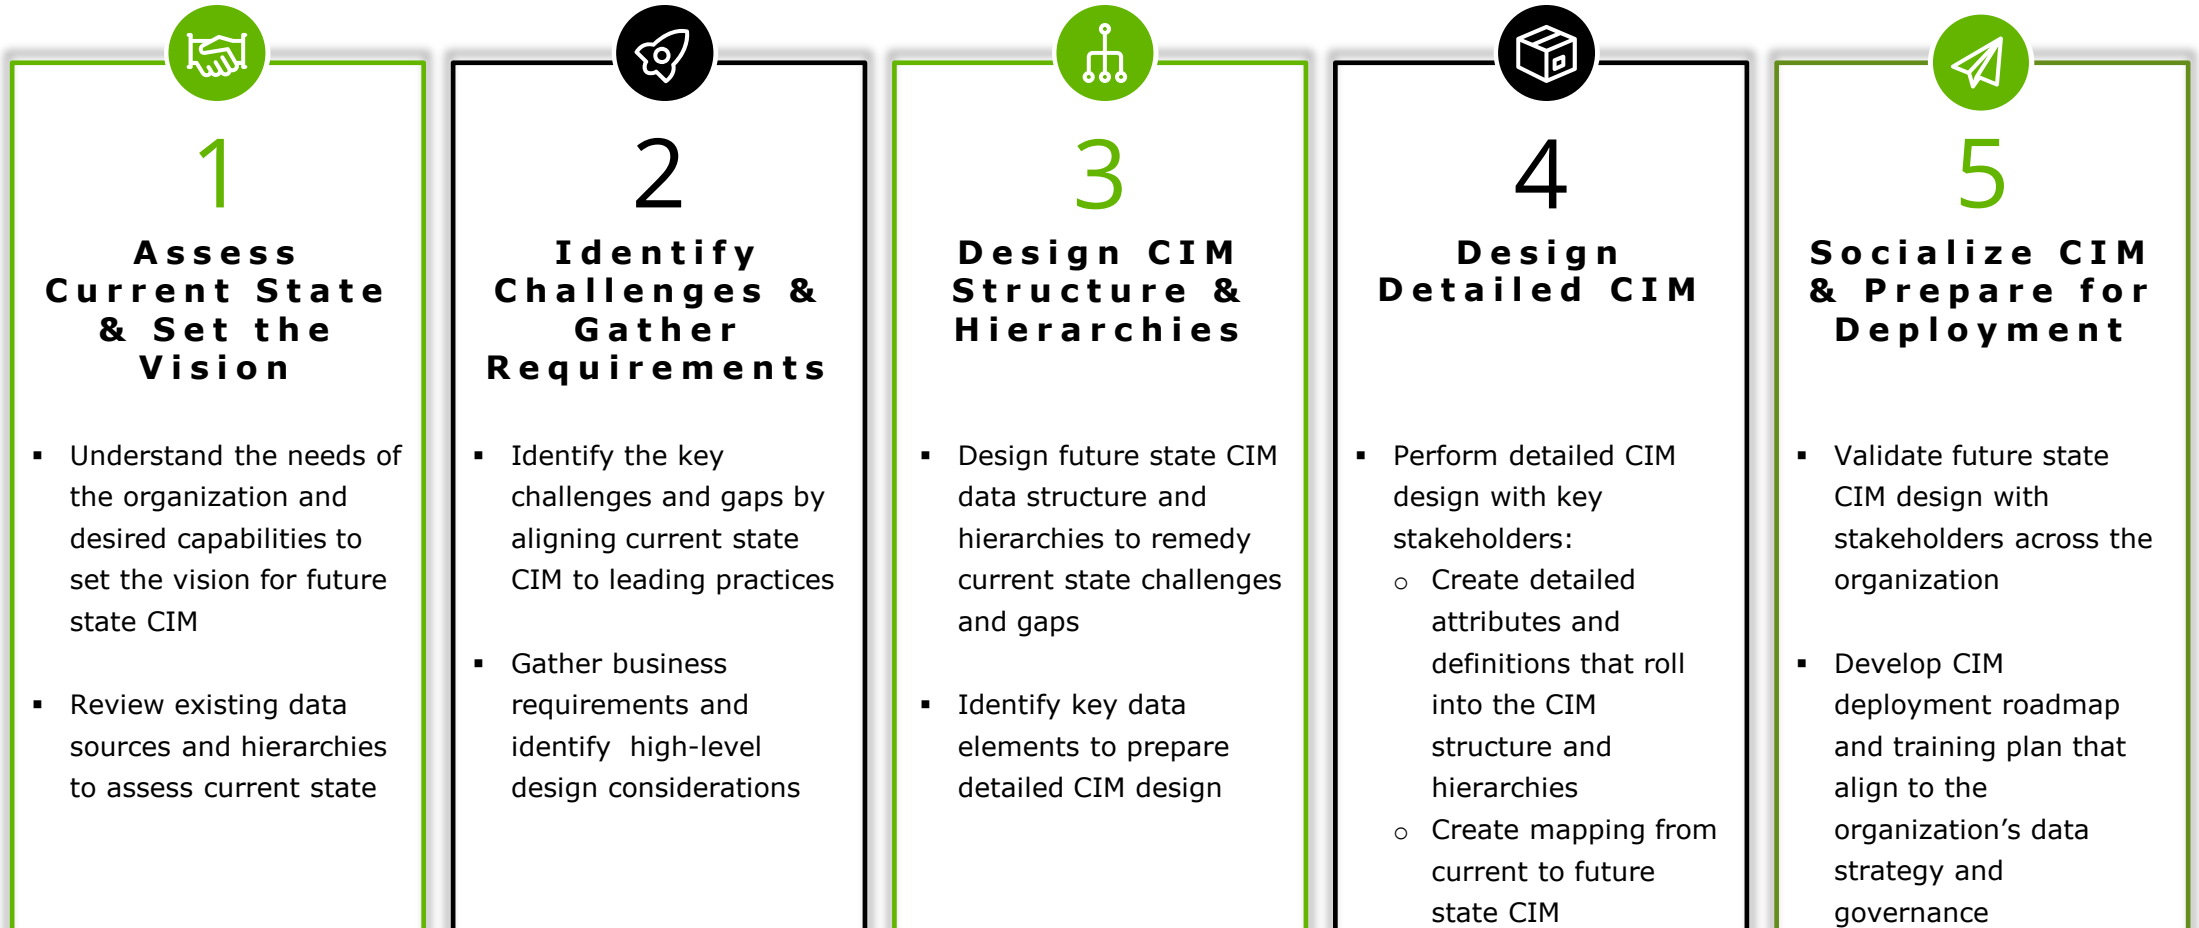 1
Assess
Current State
& Set the
Vision
▪ Understand the needs of
the organization and
desired capabilities to
set the vision for future
state CIM
▪ Review existing data
sources and hierarchies
to assess current state
2
Identify
Challenges &
Gather
Requirements
▪ Identify the key
challenges and gaps by
aligning current state
CIM to leading practices
▪ Gather business
requirements and
identify  high-level
design considerations
3
Design CIM
Structure &
Hierarchies
▪ Design future state CIM
data structure and
hierarchies to remedy
current state challenges
and gaps
▪ Identify key data
elements to prepare
detailed CIM design
4
Design
Detailed CIM
▪ Perform detailed CIM
design with key
stakeholders:
o Create detailed
attributes and
definitions that roll
into the CIM
structure and
hierarchies
o Create mapping from
current to future
state CIM
5
Socialize CIM
& Prepare for
Deployment
▪ Validate future state
CIM design with
stakeholders across the
organization
▪ Develop CIM
deployment roadmap
and training plan that
align to the
organization’s data
strategy and
governance